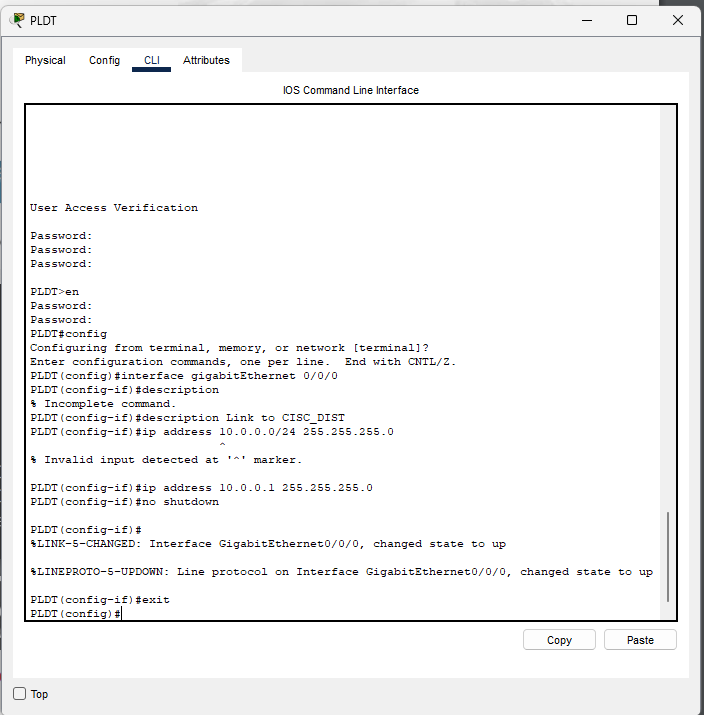 PLDT
Physical Config CLI Attributes
IOS Command Line Interface
User Access Verification
Password:
Password:
Password:
PLDT>en
Password:
Password:
PLDT#config
Configuring from terminal, memory, or network [terminal]?
Enter configuration commands, one per line.  End with CNTL/Z.
PLDT(config)#interface gigabitEthernet 0/0/0
PLDT(config-if)#description
% Incomplete command.
PLDT(config-if)#description Link to CISC_DIST
PLDT(config-if)#ip address 10.0.0.0/24 255.255.255.0
^
% Invalid input detected at '^' marker.
PLDT(config-if)#ip address 10.0.0.1 255.255.255.0
PLDT(config-if)#no shutdown
PLDT(config-if)#
%LINK-5-CHANGED: Interface GigabitEthernet0/0/0, changed state to up
%LINEPROTO-5-UPDOWN: Line protocol on Interface GigabitEthernet0/0/0, changed state to up
PLDT(config-if)#exit
PLDT(config)#
Copy Paste
Top